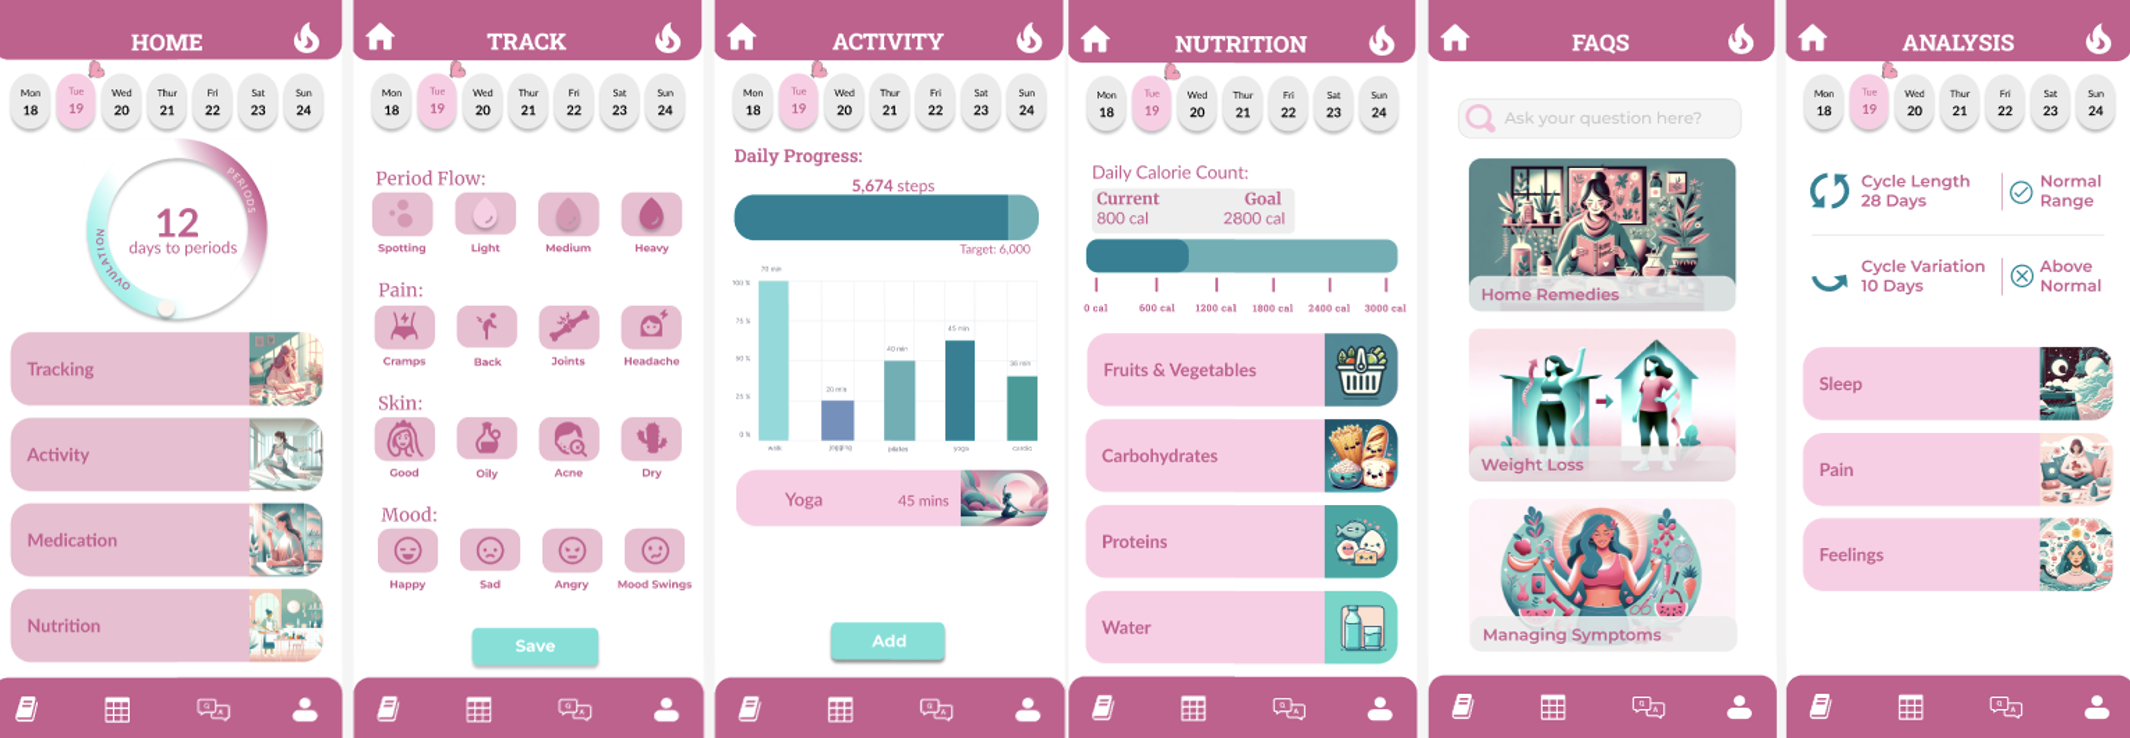 HOME
Mon Tue Wed Thur Fri Sat Sun
18 19 20 21 22 23 24
PERIODS
OVULATION
12
days to periods
Tracking
Activity
Medication
Nutrition
TRACK
Mon Tue Wed Thur Fri Sat Sun
18 19 20 21 22 23 24
Period Flow:
Spotting Light Medium Heavy
Pain:
Cramps Back Joints Headache
Skin:
Good Oily Acne Dry
Mood:
Happy Sad Angry Mood Swings
Save
ACTIVITY
Mon Tue Wed Thur Fri Sat Sun
18 19 20 21 22 23 24
Daily Progress:
5,674 steps
Target: 6,000
70 min
100 %
75 %
45 min
40 min
50 %
36 min
20 min
25 %
0 %
walk jogging pilates yoga cardio
Yoga 45 mins
Add
NUTRITION
Mon Tue Wed Thur Fri Sat Sun
18 19 20 21 22 23 24
Daily Calorie Count:
Current Goal
800 cal 2800 cal
0 cal 600 cal 1200 cal 1800 cal 2400 cal 3000 cal
Fruits & Vegetables
Carbohydrates
Proteins
Water
FAQS
Ask your question here?
Home Remedies
Weight Loss
Managing Symptoms
ANALYSIS
Mon Tue Wed Thur Fri Sat Sun
18 19 20 21 22 23 24
Cycle Length Normal
28 Days Range
Cycle Variation Above
10 Days Normal
Sleep
Pain
Feelings